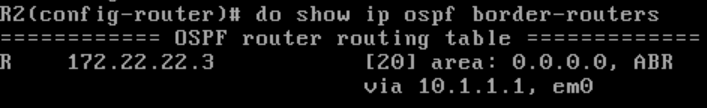 R2(config-router)# do show ip ospf border-routers
============ OSPF router routing table =============
R    172.22.22.3           [20] area: 0.0.0.0, ABR
                           via 10.1.1.1, em0